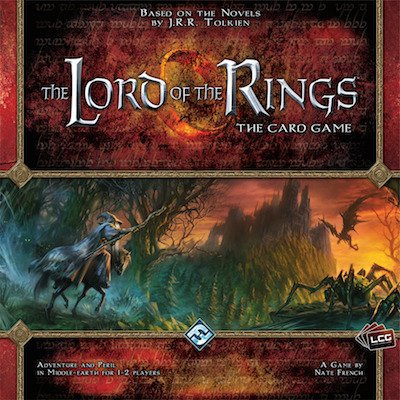 BASED ON THE NOVELS
BY J.R.R. TOLKIEN
THE LORD OF THE RINGS
THE CARD GAME
ADVENTURE AND PERIL
IN MIDDLE-EARTH FOR 1-2 PLAYERS
LCG
A GAME BY
NATE FRENCH